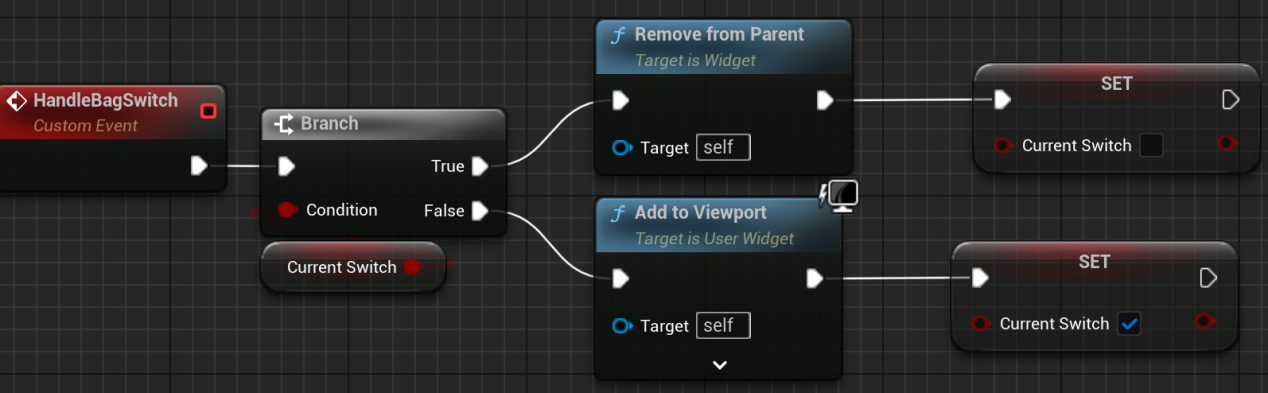 HandleBagSwitch
Custom Event
Branch
True
Condition
False
Current Switch
Remove from Parent
Target is Widget
Target self
SET
Current Switch
Add to Viewport
Target is User Widget
Target self
SET
Current Switch